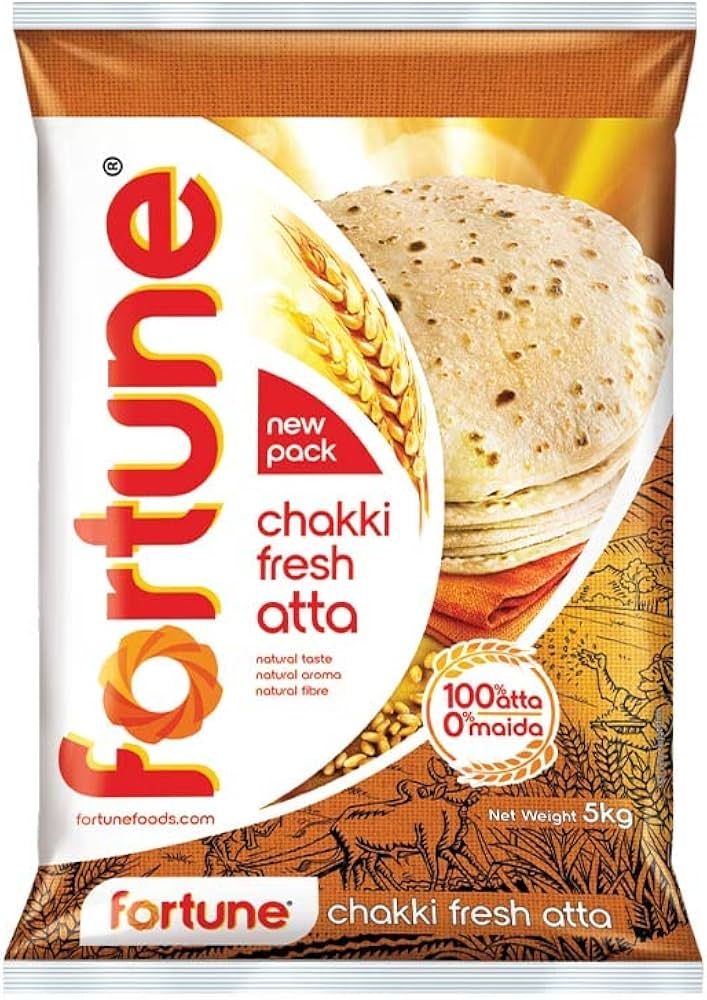 fortune®
new
pack
chakki
fresh
atta
natural taste
natural aroma
natural fibre
100% atta
0% maida
fortunefoods.com
Net Weight 5kg
fortune®
chakki fresh atta